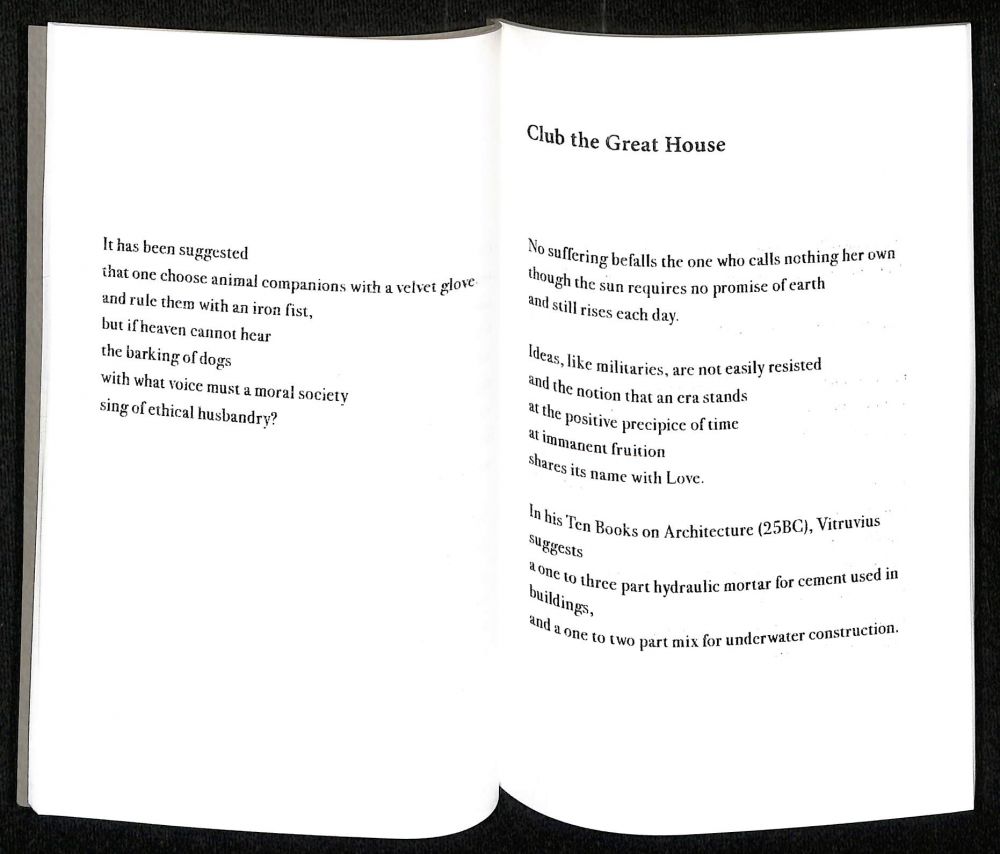 It has been suggested
that one choose animal companions with a velvet glove
and rule them with an iron fist,
but if heaven cannot hear
the barking of dogs
with what voice must a moral society
sing of ethical husbandry?
Club the Great House
No suffering befalls the one who calls nothing her own
though the sun requires no promise of earth
and still rises each day.
Ideas, like militaries, are not easily resisted
and the notion that an era stands
at the positive precipice of time
at immanent fruition
shares its name with Love.
In his Ten Books on Architecture (25BC), Vitruvius
suggests
a one to three part hydraulic mortar for cement used in
buildings,
and a one to two part mix for underwater construction.